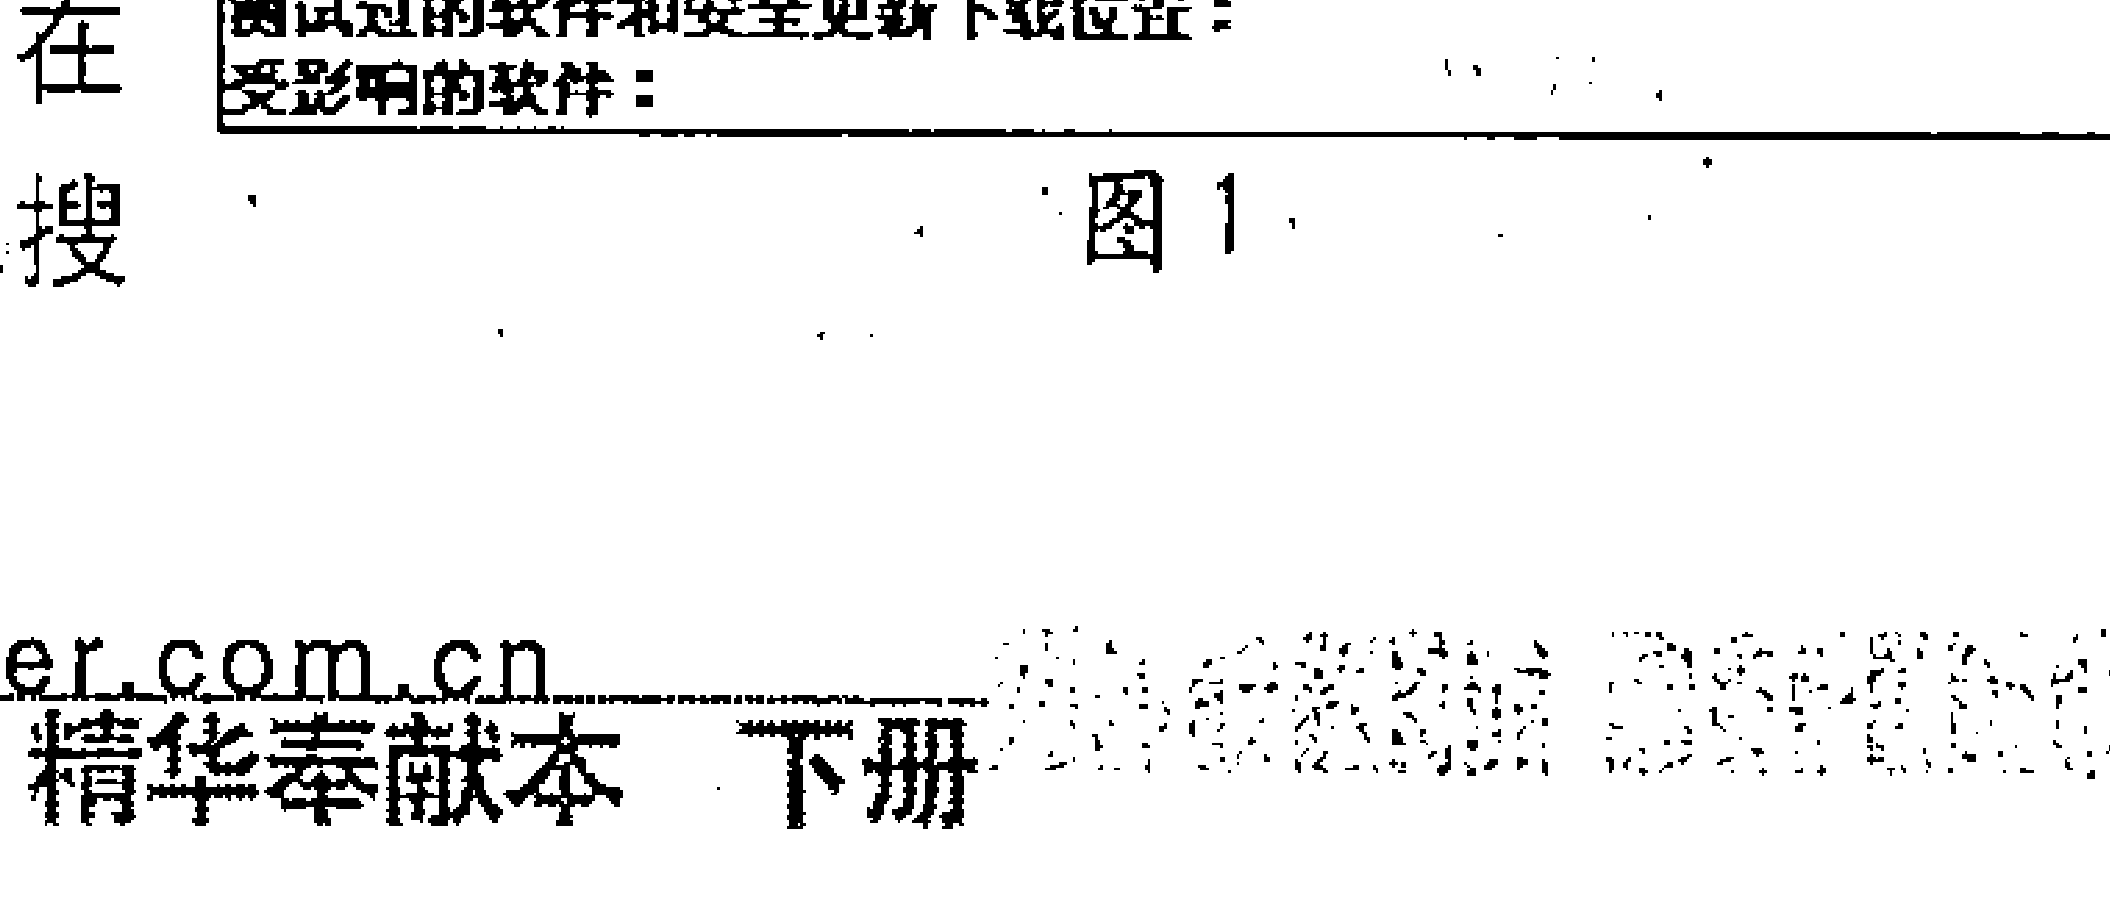 在
测试过的软件和安全更新下载位置：
受影响的软件：
搜
图 1
er.com.cn
精华奉献本 下册